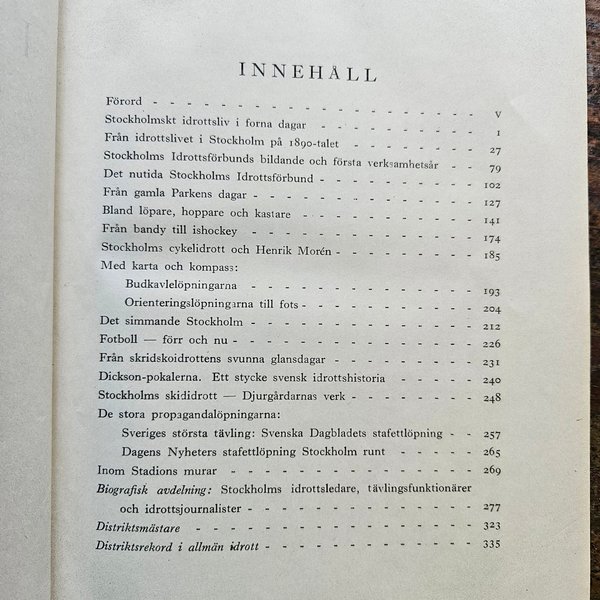 INNEHÅLL
Förord - - - - - - - - - - - - - - - - - V
Stockholmskt idrottsliv i forna dagar - - - - - - - - 1
Från idrottslivet i Stockholm på 1890-talet - - - - - - - 27
Stockholms Idrottsförbunds bildande och första verksamhetsår - - 79
Det nutida Stockholms Idrottsförbund - - - - - - - - 102
Från gamla Parkens dagar - - - - - - - - - - - 127
Bland löpare, hoppare och kastare - - - - - - - - - 141
Från bandy till ishockey - - - - - - - - - - - - 174
Stockholms cykelidrott och Henrik Morén - - - - - - - 185
Med karta och kompass:
Budkavlelöpningarna - - - - - - - - - - - - 193
Orienteringslöpningarna till fots - - - - - - - - - 204
Det simmande Stockholm - - - - - - - - - - - 212
Fotboll — förr och nu - - - - - - - - - - - - 226
Från skridskoidrottens svunna glansdagar - - - - - - - 231
Dickson-pokalerna. Ett stycke svensk idrottshistoria - - - - 240
Stockholms skididrott — Djurgårdarnas verk - - - - - - 248
De stora propagandalöpningarna:
Sveriges största tävling: Svenska Dagbladets stafettlöpning - - 257
Dagens Nyheters stafettlöpning Stockholm runt - - - - - 265
Inom Stadions murar - - - - - - - - - - - - 269
Biografisk avdelning: Stockholms idrottsledare, tävlingsfunktionärer
och idrottsjournalister - - - - - - - - - - - 277
Distriktsmästare - - - - - - - - - - - - - - 323
Distriktsrekord i allmän idrott - - - - - - - - - - 335